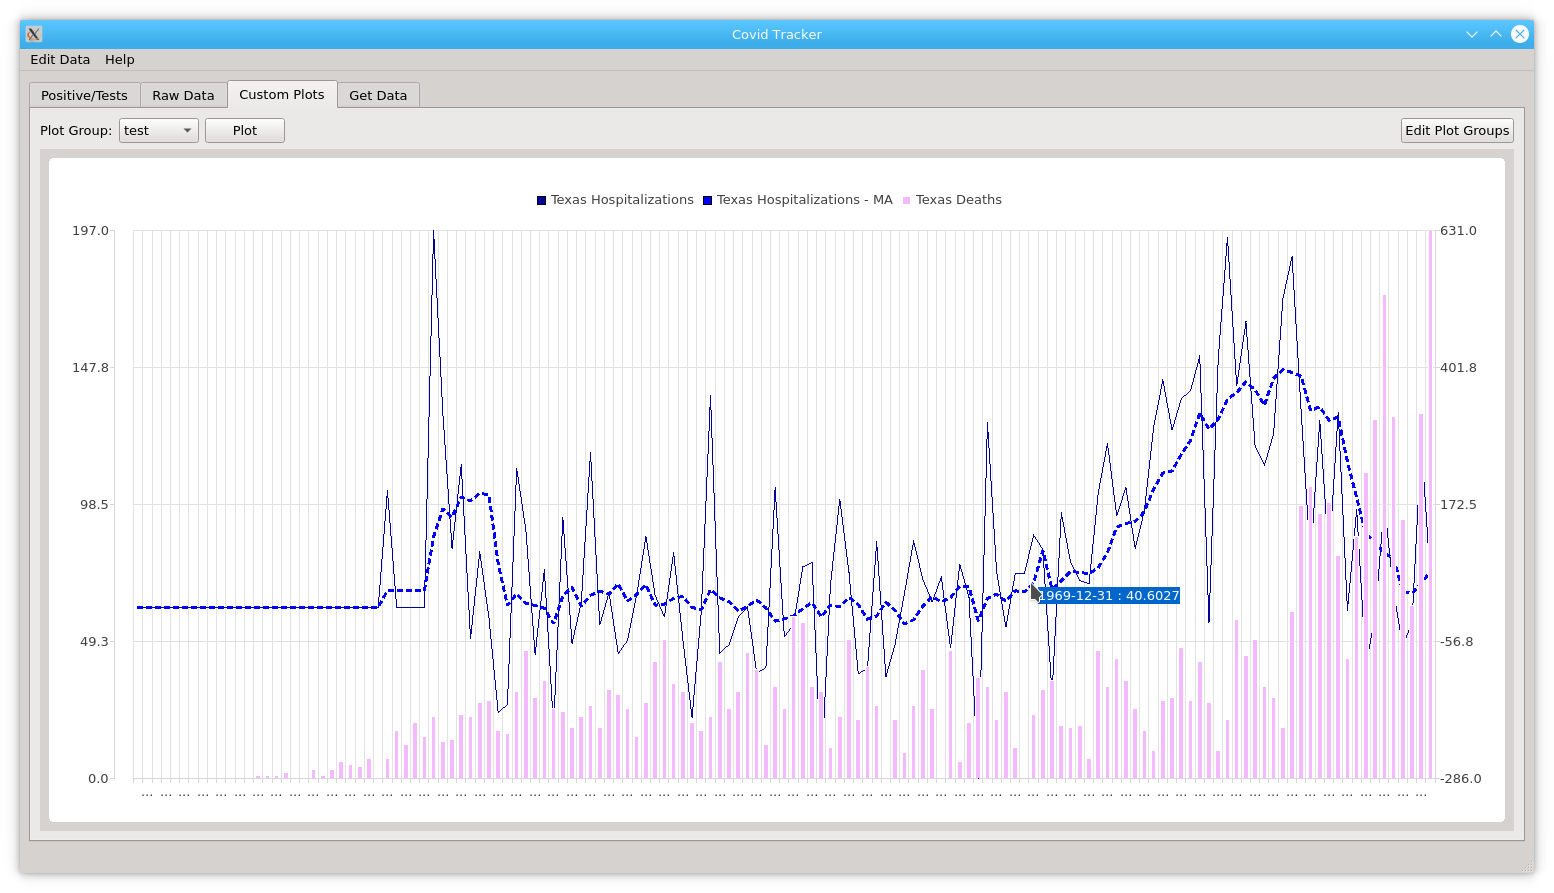 Covid Tracker
Edit Data Help
Positive/Tests Raw Data Custom Plots Get Data
Plot Group: test Plot Edit Plot Groups
Texas Hospitalizations Texas Hospitalizations - MA Texas Deaths
197.0 631.0
147.8 401.8
98.5 172.5
1969-12-31 : 40.6027
49.3 -56.8
0.0 -286.0
... ... ... ... ... ... ... ... ... ... ... ... ... ... ... ... ... ... ... ... ... ... ... ... ... ... ... ... ... ... ... ... ... ... ... ... ... ... ... ... ... ... ... ... ... ... ... ... ... ... ... ... ... ... ... ... ... ... ... ... ... ... ... ... ... ... ... ... ... ...